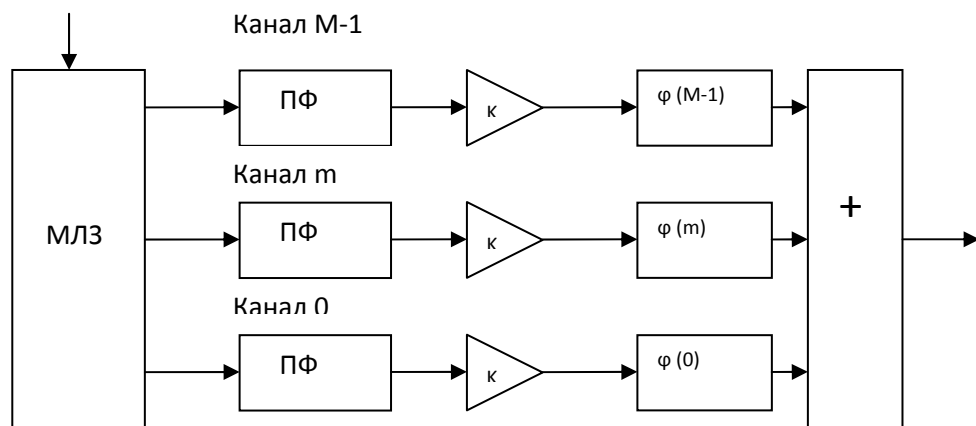 Канал M-1
ПФ
к
φ (M-1)
Канал m
МЛЗ
ПФ
к
φ (m)
+
Канал 0
ПФ
к
φ (0)